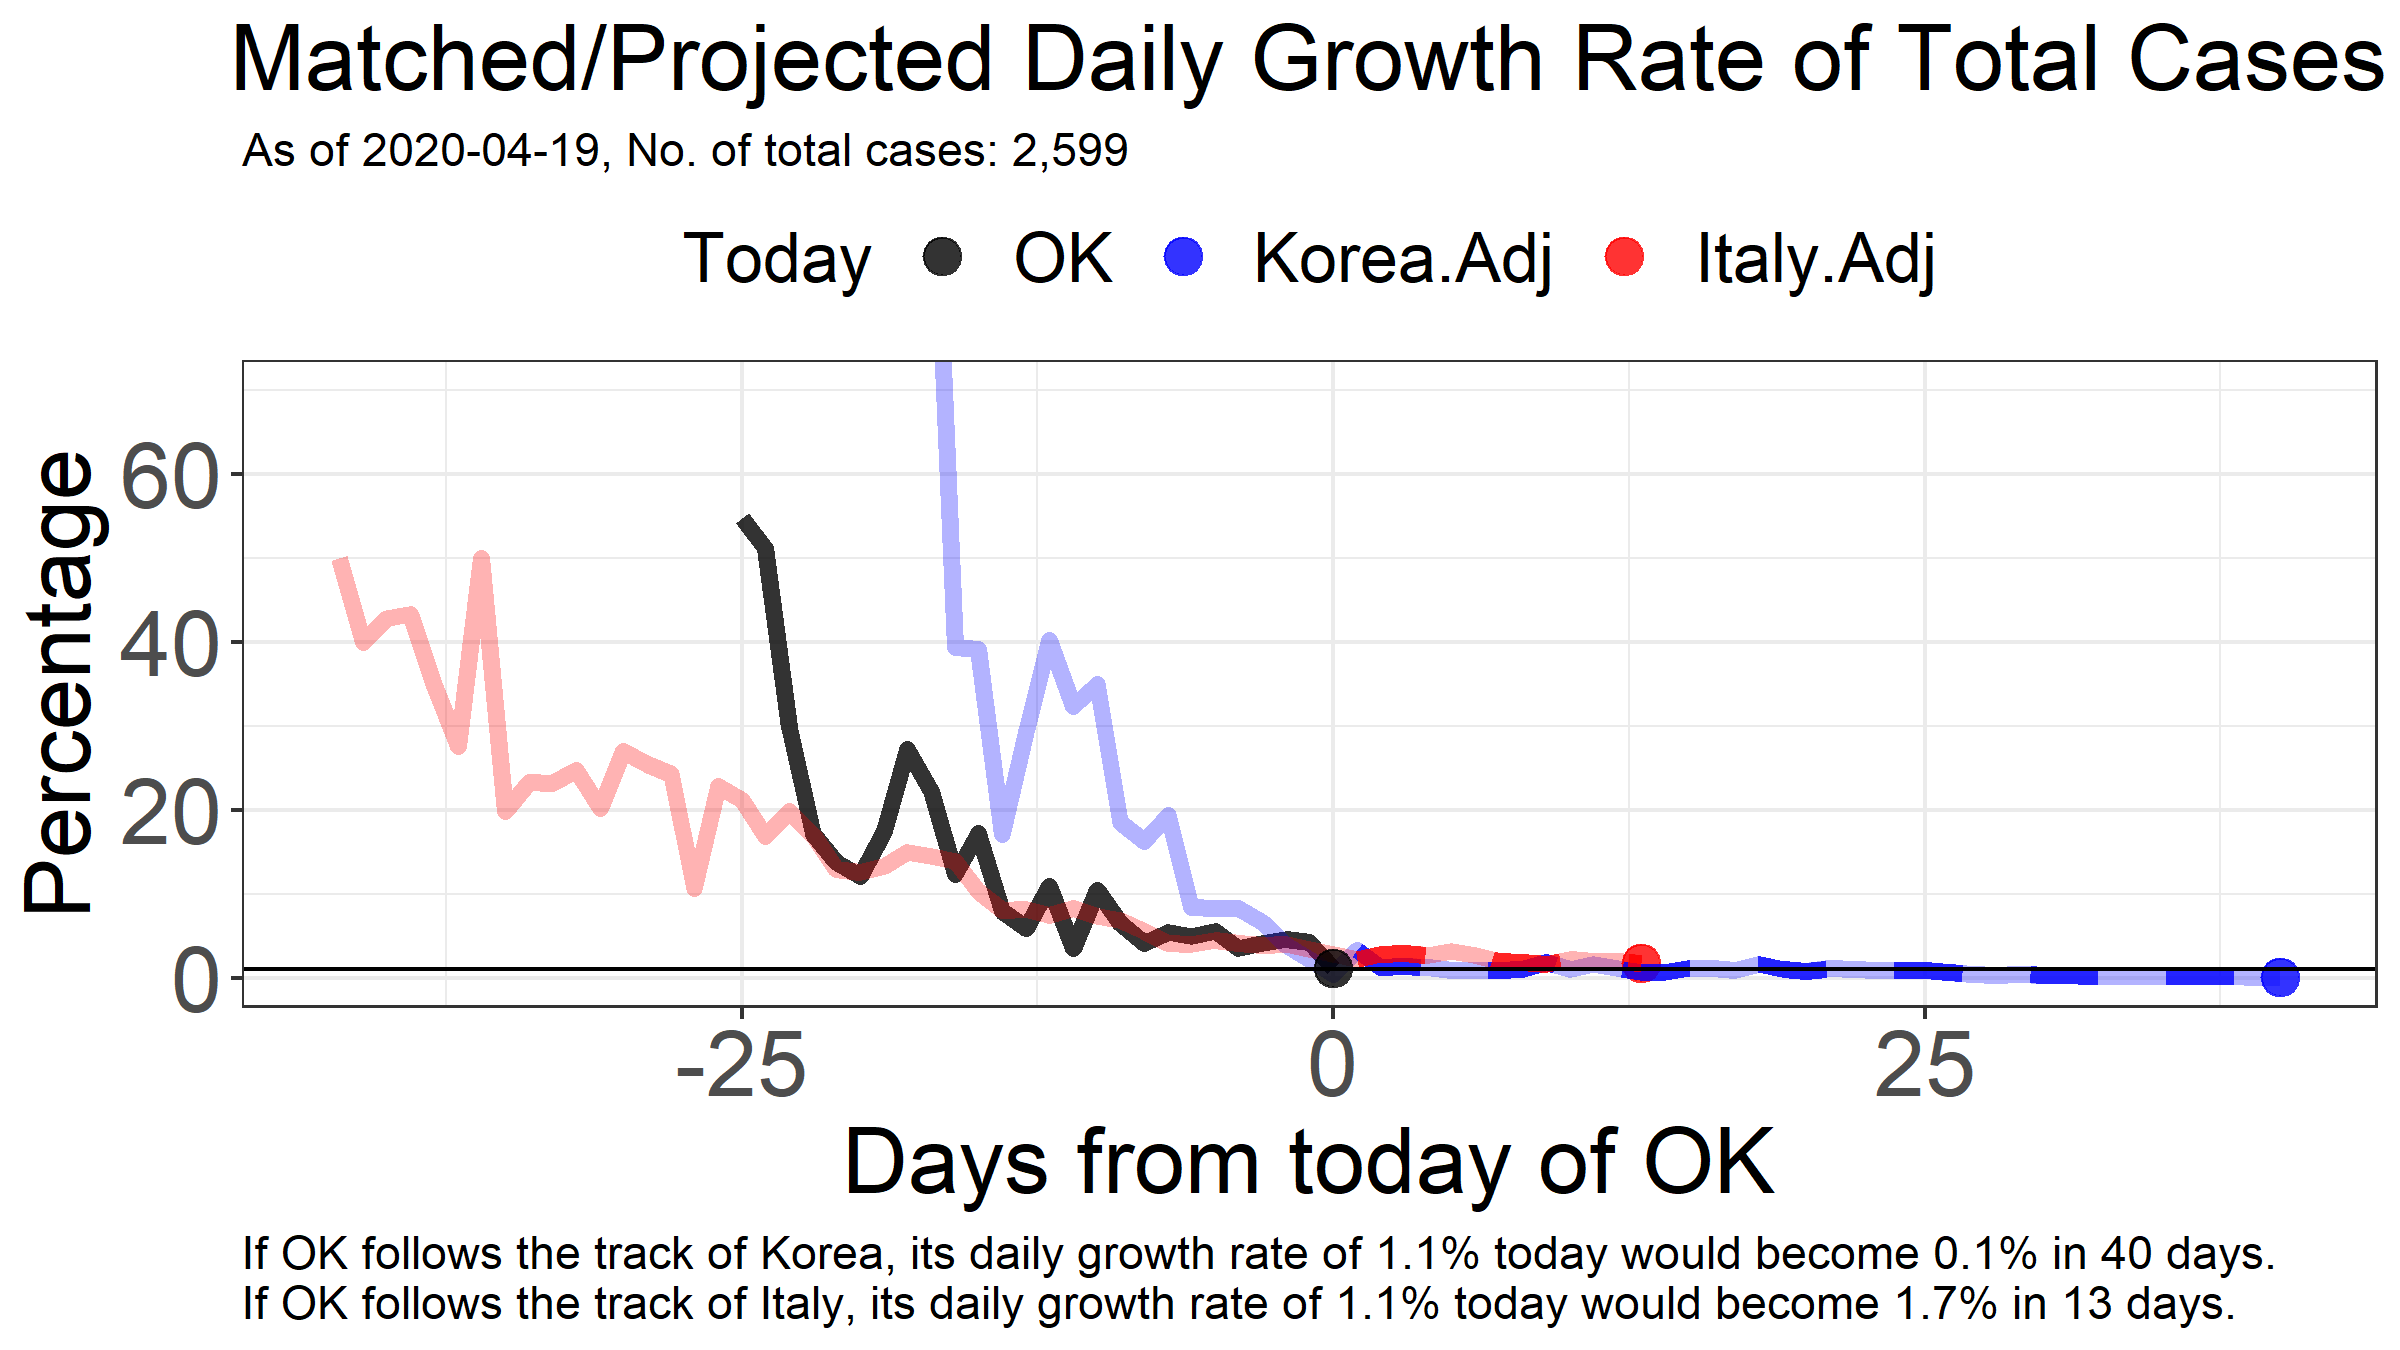 Matched/Projected Daily Growth Rate of Total Cases
As of 2020-04-19, No. of total cases: 2,599
Today OK Korea.Adj Italy.Adj
Percentage
60
40
20
0
-25 0 25
Days from today of OK
If OK follows the track of Korea, its daily growth rate of 1.1% today would become 0.1% in 40 days.
If OK follows the track of Italy, its daily growth rate of 1.1% today would become 1.7% in 13 days.